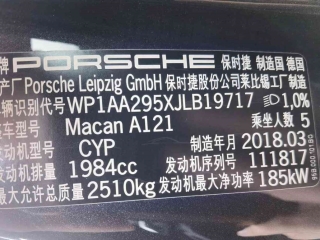 牌 PORSCHE 保时捷 制造国 德国
产厂 Porsche Leipzig GmbH 保时捷股份公司莱比锡工厂制造
辆识别代号 WP1AA295XJLB19717 1,0%
车型号 Macan A121 乘坐人数 5
动机型号 CYP 制造年月 2018.03
发动机排量 1984cc 发动机序列号 111817
最大允许总质量 2510kg 发动机最大净功率 185kW